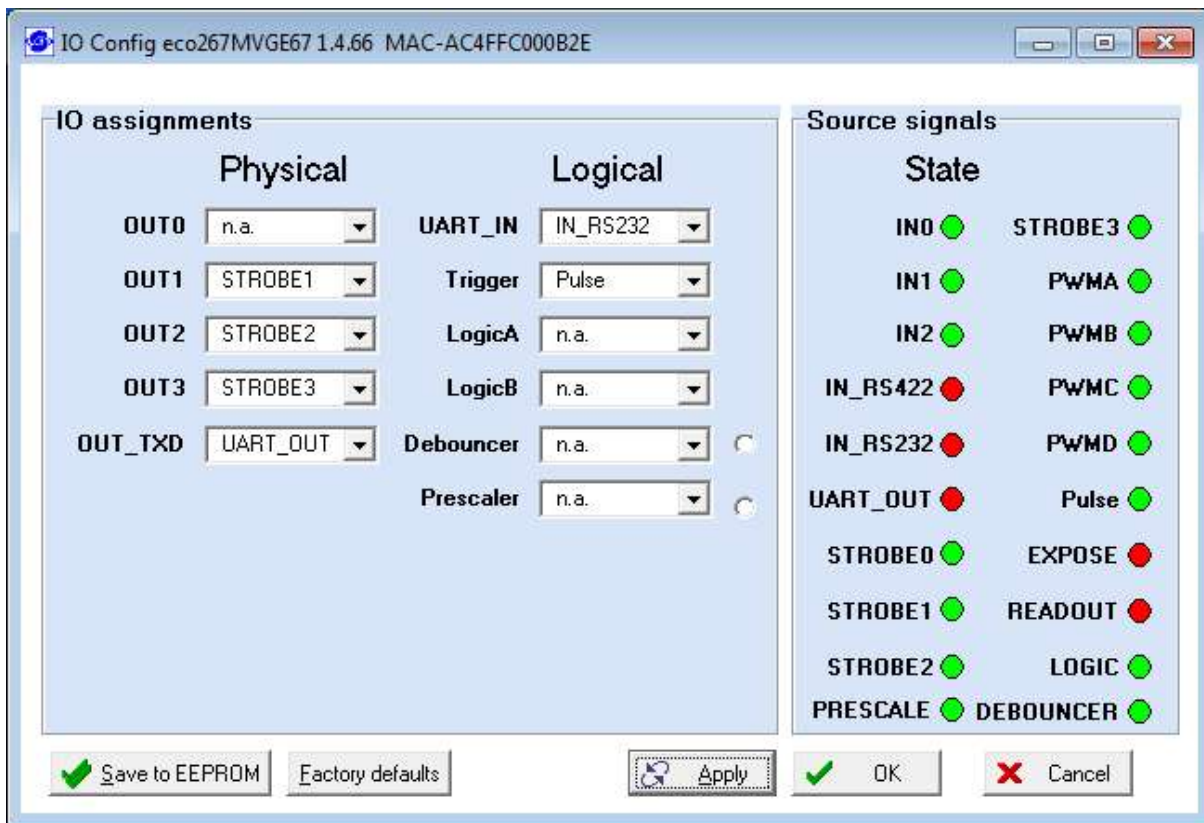 IO Config eco267MVGE67 1.4.66 MAC-AC4FFC000B2E
IO assignments
Physical Logical
OUT0 n.a. UART_IN IN_RS232
OUT1 STROBE1 Trigger Pulse
OUT2 STROBE2 LogicA n.a.
OUT3 STROBE3 LogicB n.a.
OUT_TXD UART_OUT Debouncer n.a.
Prescaler n.a.
Source signals
State
IN0 STROBE3
IN1 PWMA
IN2 PWMB
IN_RS422 PWMC
IN_RS232 PWMD
UART_OUT Pulse
STROBE0 EXPOSE
STROBE1 READOUT
STROBE2 LOGIC
PRESCALE DEBOUNCER
Save to EEPROM Factory defaults Apply OK Cancel